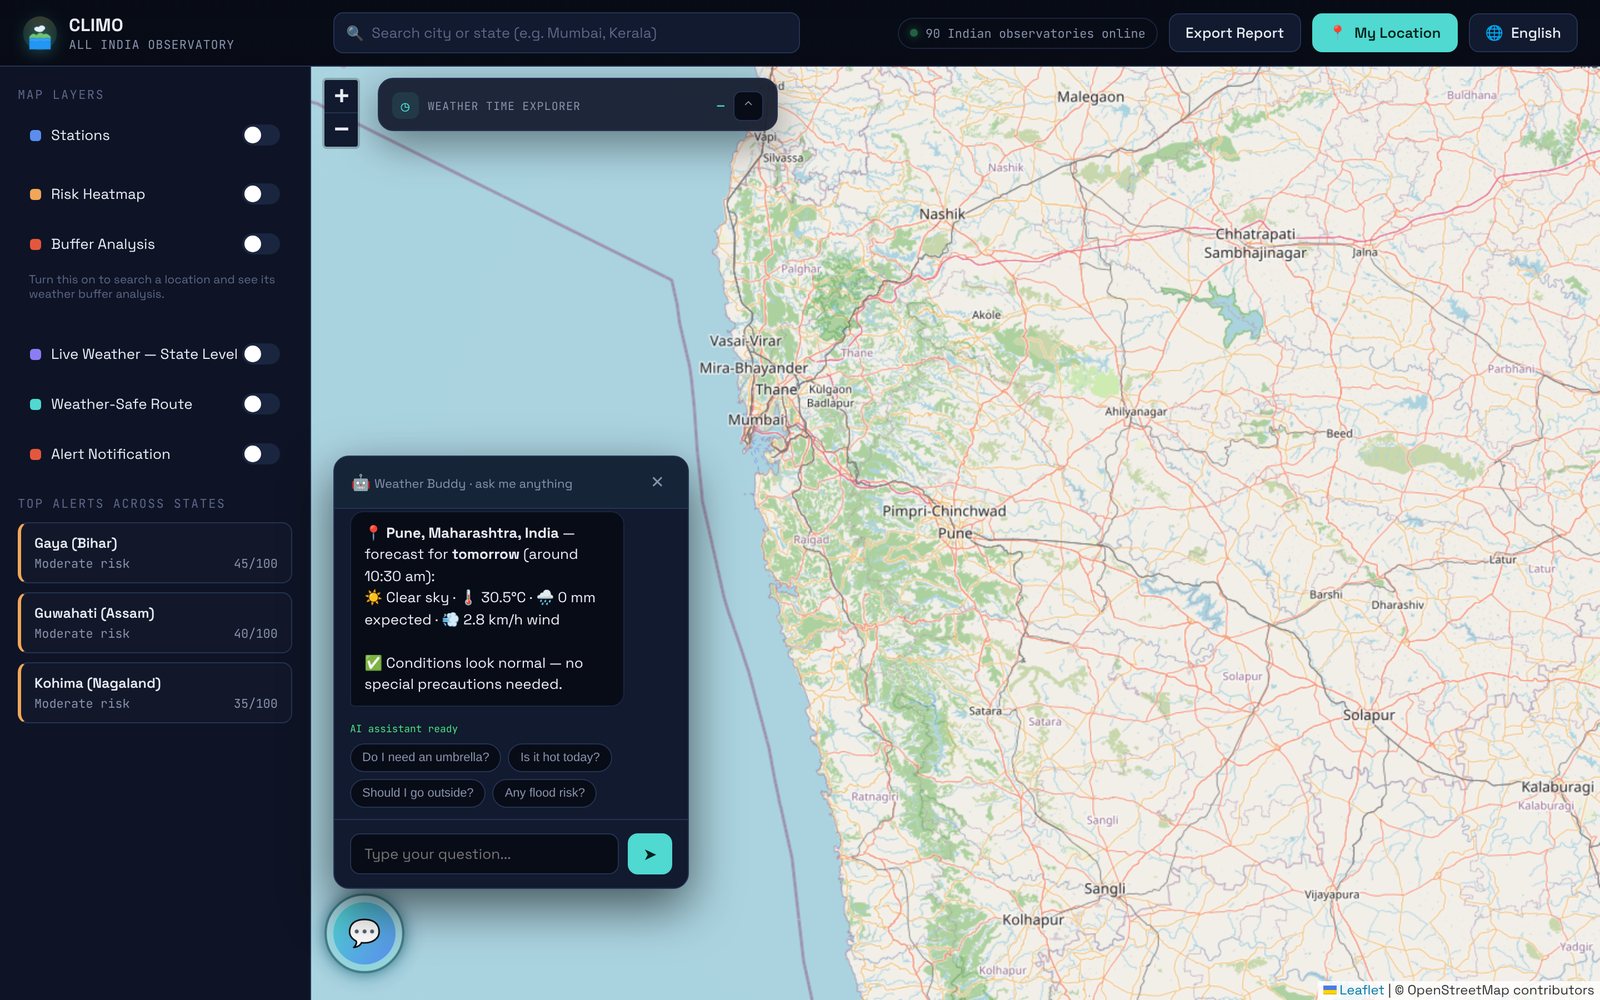 CLIMO
ALL INDIA OBSERVATORY
🔍 Search city or state (e.g. Mumbai, Kerala)
90 Indian observatories online
Export Report
📍 My Location
🌐 English
MAP LAYERS
Stations
Risk Heatmap
Buffer Analysis
Turn this on to search a location and see its
weather buffer analysis.
Live Weather — State Level
Weather-Safe Route
Alert Notification
TOP ALERTS ACROSS STATES
Gaya (Bihar)
Moderate risk 45/100
Guwahati (Assam)
Moderate risk 40/100
Kohima (Nagaland)
Moderate risk 35/100
+
−
WEATHER TIME EXPLORER
–
🤖 Weather Buddy · ask me anything
✕
📍 Pune, Maharashtra, India —
forecast for tomorrow (around
10:30 am):
☀️ Clear sky · 🌡️ 30.5°C · 🌧️ 0 mm
expected · 💨 2.8 km/h wind
✅ Conditions look normal — no
special precautions needed.
AI assistant ready
Do I need an umbrella?
Is it hot today?
Should I go outside?
Any flood risk?
Type your question...
➤
Malegaon
Buldhana
Vapi
Silvassa
Nashik
Nashik
Chhatrapati
Sambhajinagar
Jalna
Palghar
Akole
Vasai-Virar
Thane
Mira-Bhayander
Thane
Kulgaon
Badlapur
Parbhani
Mumbai
Ahilyanagar
Beed
Pimpri-Chinchwad
Pune
Raigad
Latur
Latur
Barshi
Dharashiv
Solapur
Satara
Satara
Solapur
Ratnagiri
Kalaburagi
Kalaburagi
Sangli
Sangli
Vijayapura
Kolhapur
Yadgir
Kolhapur
Leaflet | © OpenStreetMap contributors